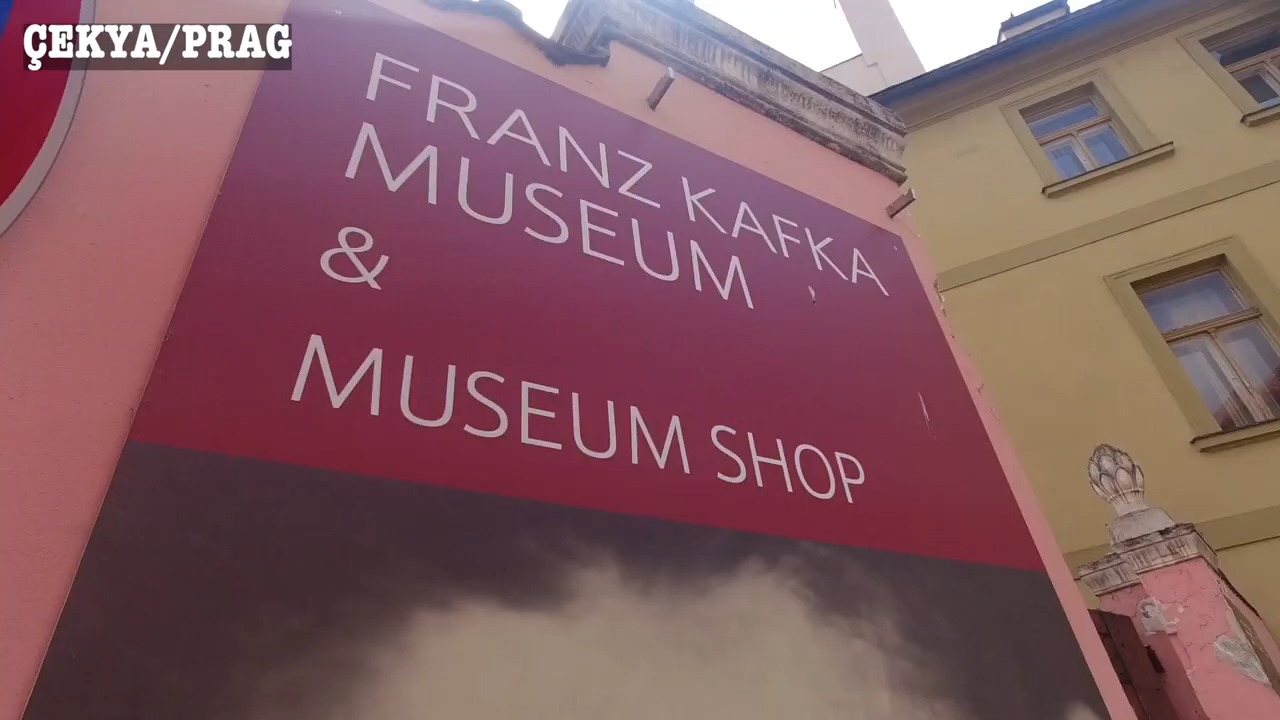 ÇEKYA/PRAG
FRANZ KAFKA
MUSEUM
&
MUSEUM SHOP